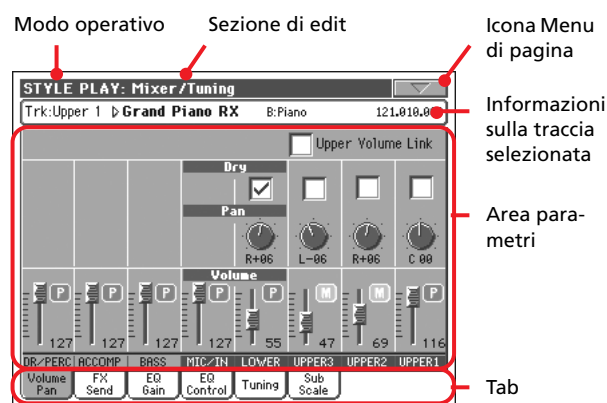 Modo operativo
Sezione di edit
Icona Menu
di pagina
STYLE PLAY: Mixer/Tuning
Trk:Upper 1 Grand Piano RX B:Piano
Informazioni
sulla traccia
selezionata
Upper Volume Link
Dry
Pan
R+06 L-06 R+06 C 00
Area para-
metri
Volume
P P P P P M M P
127 127 127 127 55 47 69 116
DR/PERC ACCOMP BASS MIC/IN LOWER UPPER3 UPPER2 UPPER1
Volume Pan FX Send EQ Gain EQ Control Tuning Sub Scale
Tab